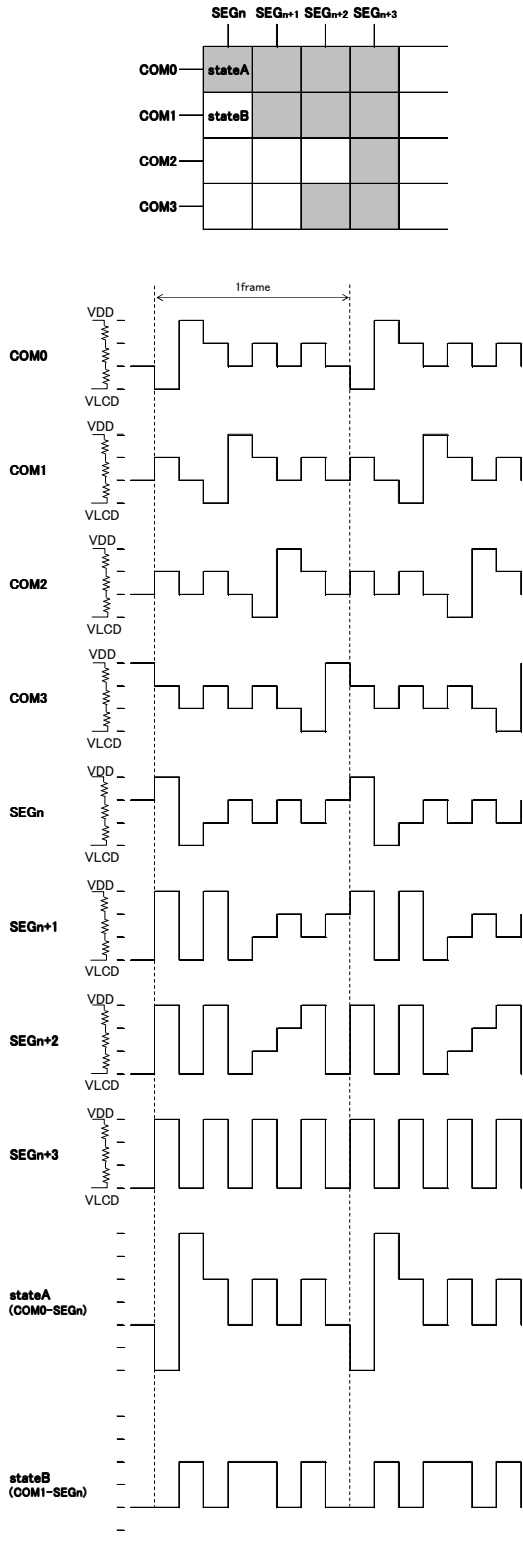 SEGn SEGn+1 SEGn+2 SEGn+3
COM0 stateA
COM1 stateB
COM2
COM3
1frame
VDD
COM0
VLCD
VDD
COM1
VLCD
VDD
COM2
VLCD
VDD
COM3
VLCD
VDD
SEGn
VLCD
VDD
SEGn+1
VLCD
VDD
SEGn+2
VLCD
VDD
SEGn+3
VLCD
stateA
(COM0-SEGn)
stateB
(COM1-SEGn)